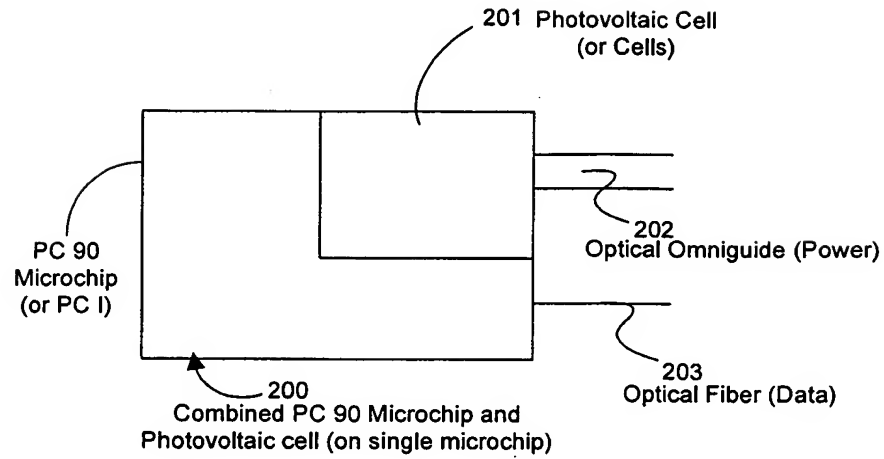 201 Photovoltaic Cell
(or Cells)
PC 90
Microchip
(or PC I)
202
Optical Omniguide (Power)
203
Optical Fiber (Data)
200
Combined PC 90 Microchip and
Photovoltaic cell (on single microchip)